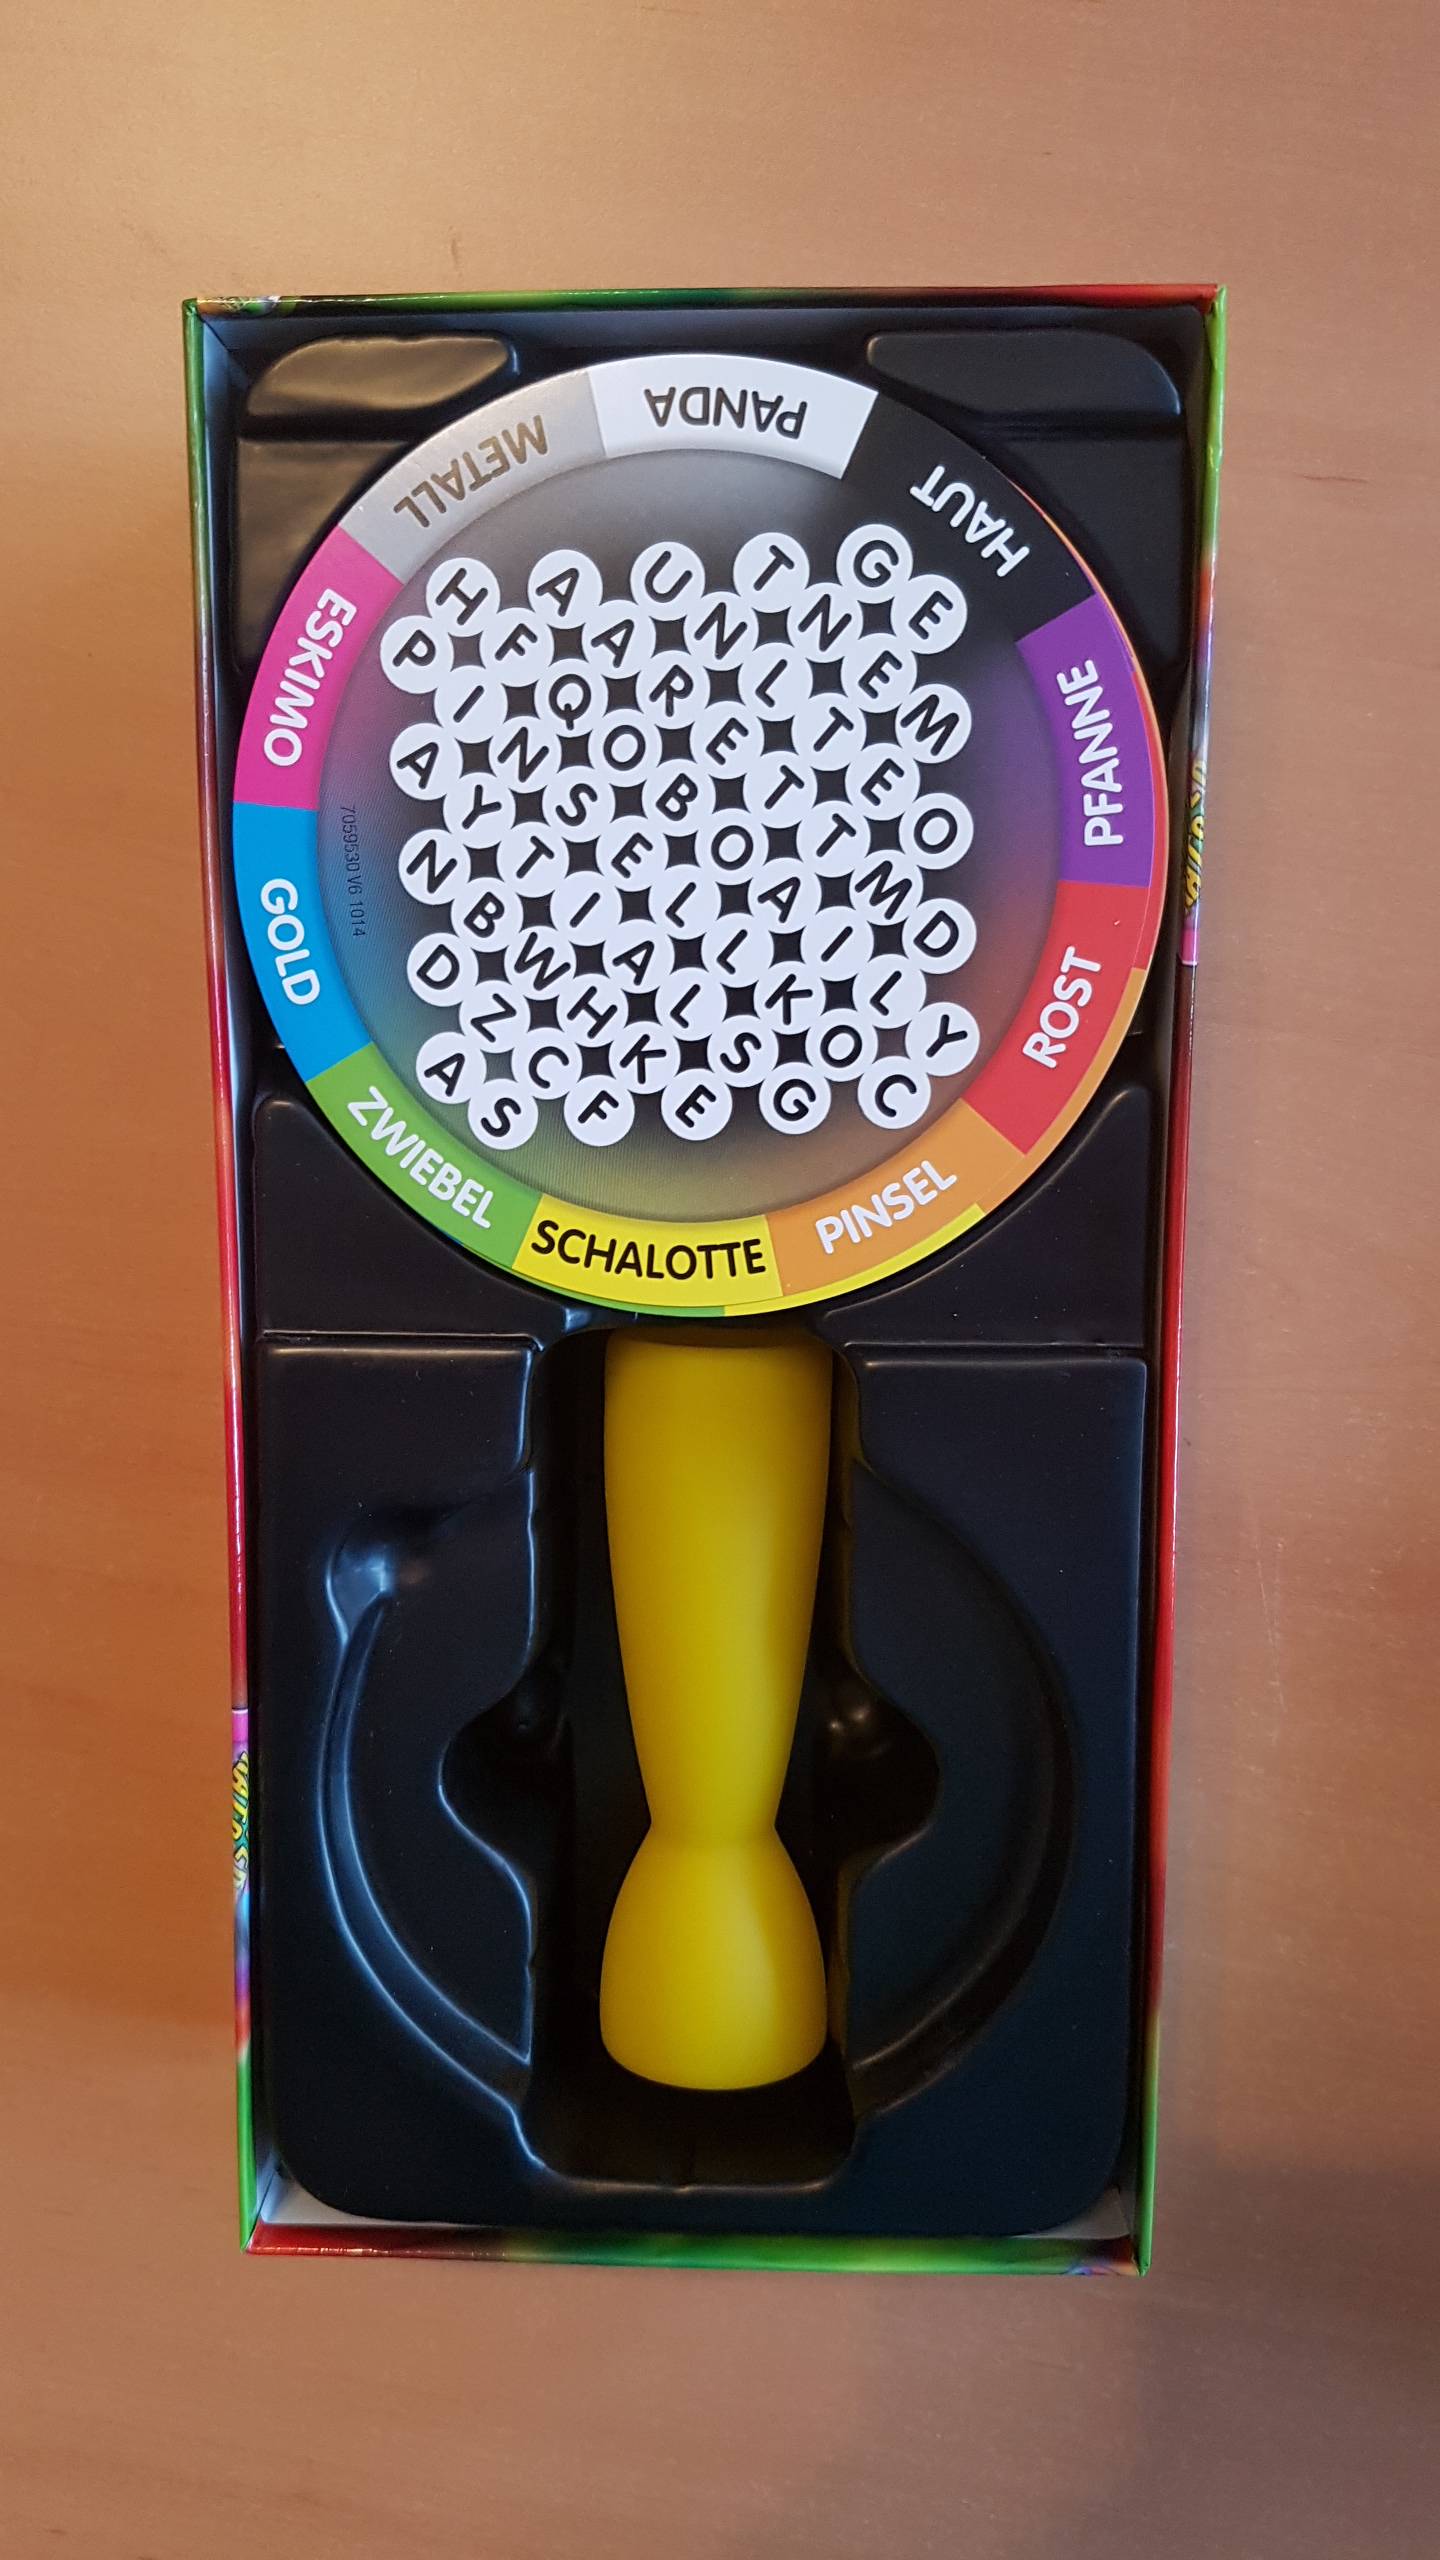 PANDA
HAUT
PFANNE
ROST
PINSEL
SCHALOTTE
ZWIEBEL
GOLD
ESKIMO
METALL
H A U T G
P F A N N E
I Q R L E
A N O E T M
Y S B T E
N T E O T O
B I L A M
D W A L I D
Z H L K L
A C K S O Y
S F E G C
7059530 V6 1014